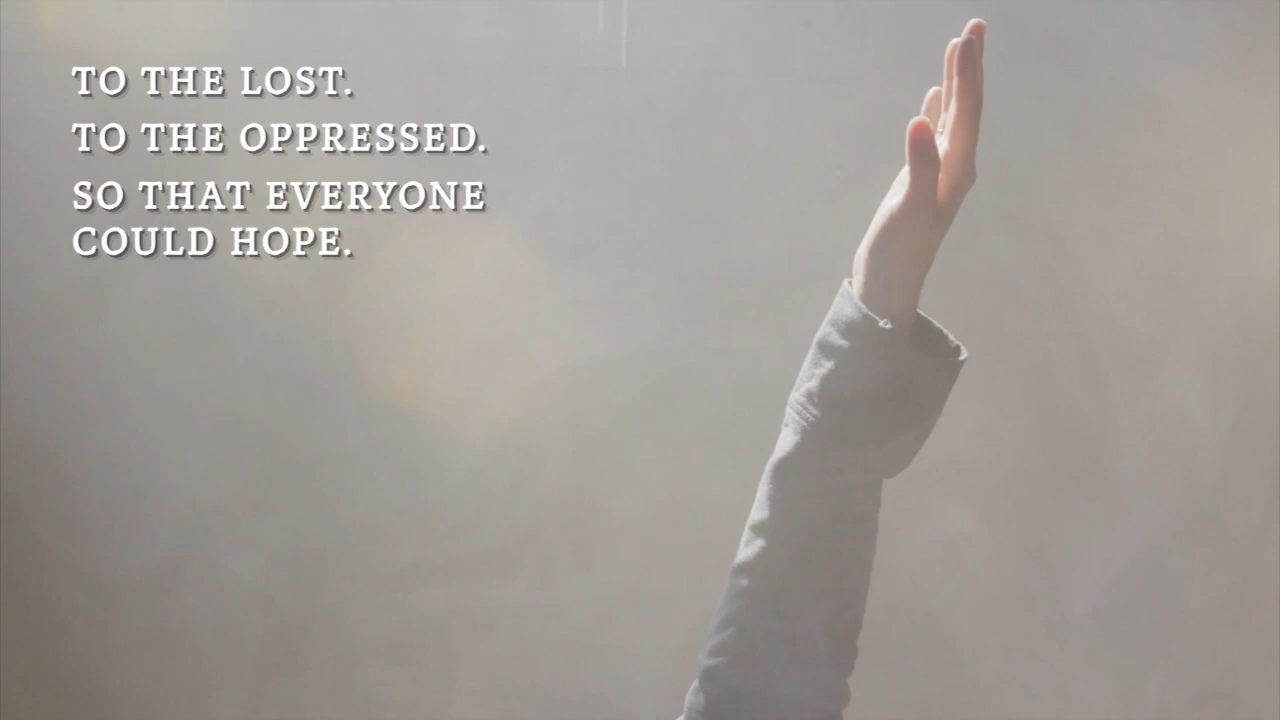 TO THE LOST.
TO THE OPPRESSED.
SO THAT EVERYONE
COULD HOPE.